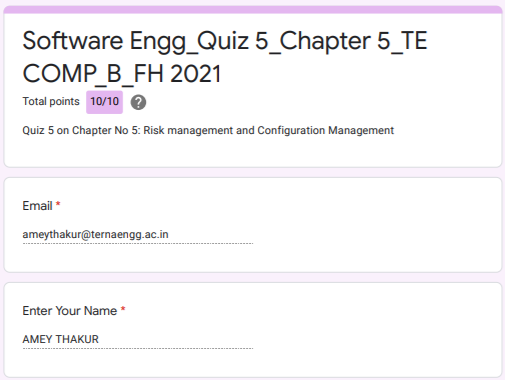 Software Engg_Quiz 5_Chapter 5_TE
COMP_B_FH 2021
Total points 10/10 ?
Quiz 5 on Chapter No 5: Risk management and Configuration Management
Email *
ameythakur@ternaengg.ac.in
Enter Your Name *
AMEY THAKUR